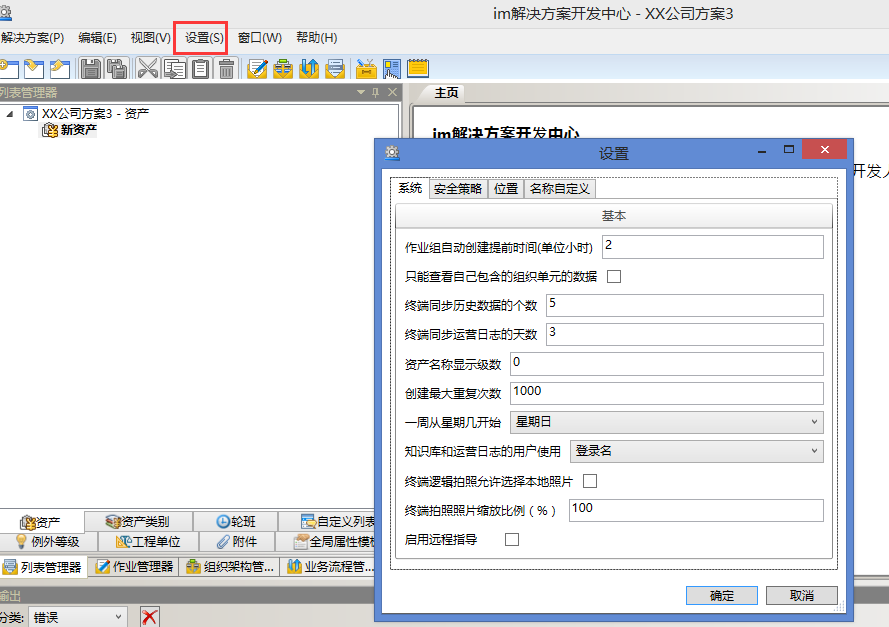 im解决方案开发中心 - XX公司方案3
解决方案(P) 编辑(E) 视图(V) 设置(S) 窗口(W) 帮助(H)
列表管理器
主页
XX公司方案3 - 资产
新资产
im解决方案开发中心
开发人
设置
系统 安全策略 位置 名称自定义
基本
作业组自动创建提前时间(单位小时) 2
只能查看自己包含的组织单元的数据
终端同步历史数据的个数 5
终端同步运营日志的天数 3
资产名称显示级数 0
创建最大重复次数 1000
一周从星期几开始 星期日
知识库和运营日志的用户使用 登录名
终端逻辑拍照允许选择本地照片
终端拍照照片缩放比例（%） 100
启用远程指导
确定 取消
资产 资产类别 轮班 自定义列表
例外等级 工程单位 附件 全局属性模板
列表管理器 作业管理器 组织架构管... 业务流程管...
输出
分类: 错误